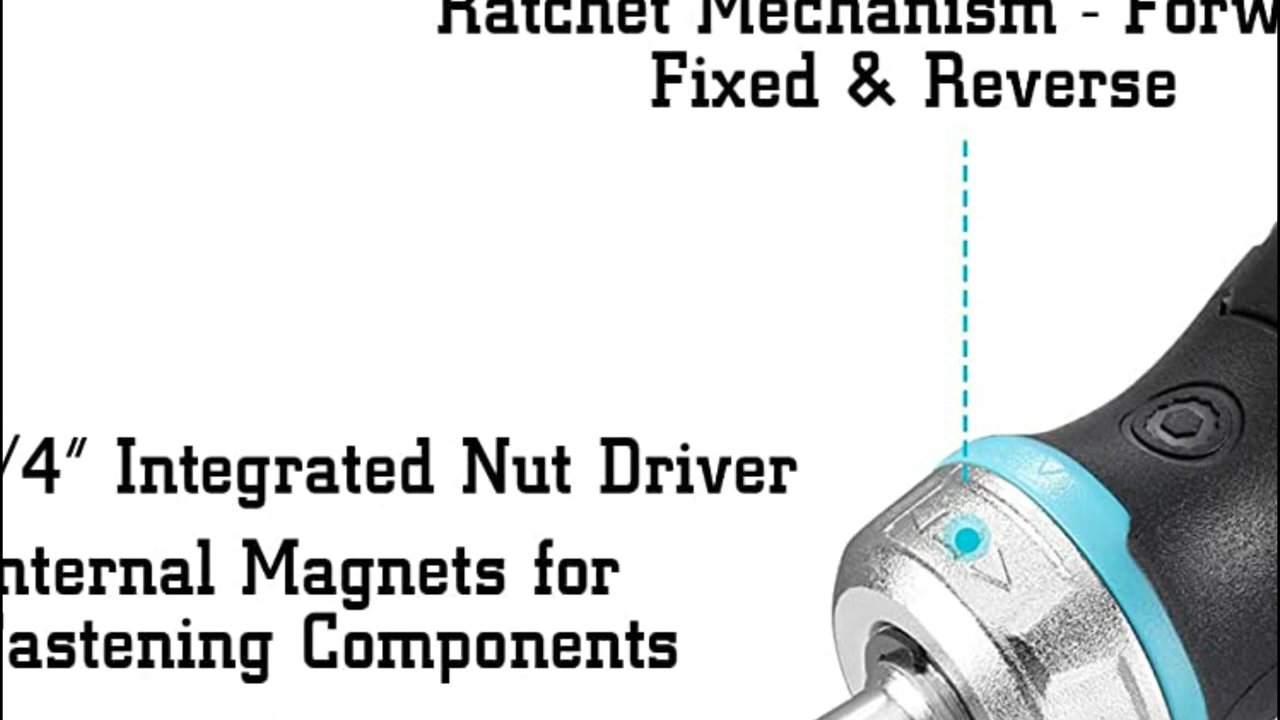 Ratchet Mechanism - Forw
Fixed & Reverse
/4″ Integrated Nut Driver
nternal Magnets for
astening Components